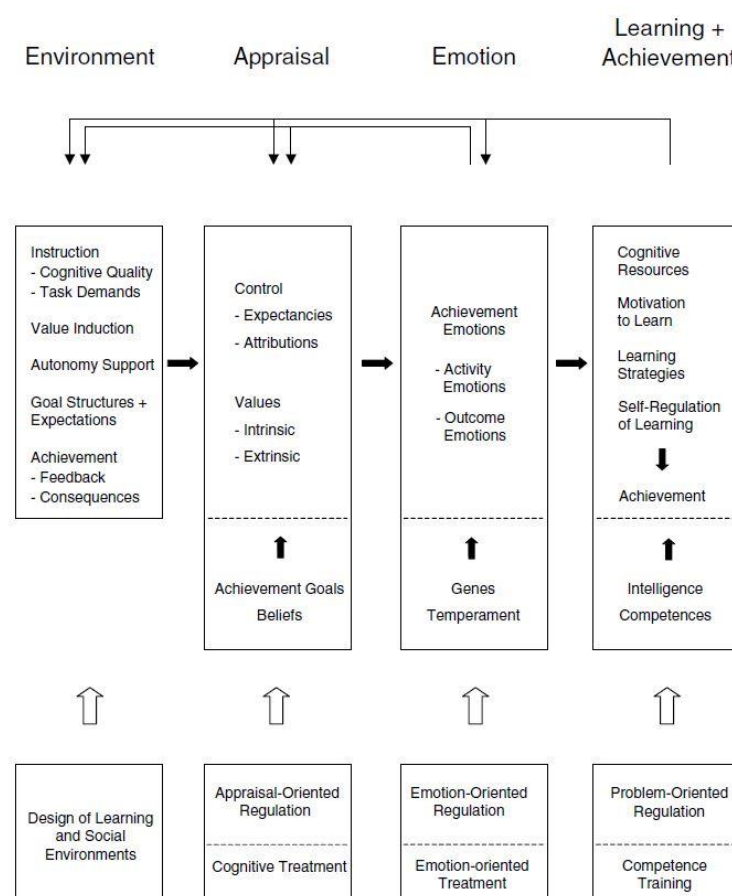 Environment
Appraisal
Emotion
Learning +
Achievement
Instruction
- Cognitive Quality
- Task Demands
Value Induction
Autonomy Support
Goal Structures +
Expectations
Achievement
- Feedback
- Consequences
Control
- Expectancies
- Attributions
Values
- Intrinsic
- Extrinsic
Achievement Goals
Beliefs
Achievement
Emotions
- Activity
Emotions
- Outcome
Emotions
Genes
Temperament
Cognitive
Resources
Motivation
to Learn
Learning
Strategies
Self-Regulation
of Learning
Achievement
Intelligence
Competences
Design of Learning
and Social
Environments
Appraisal-Oriented
Regulation
Cognitive Treatment
Emotion-Oriented
Regulation
Emotion-oriented
Treatment
Problem-Oriented
Regulation
Competence
Training